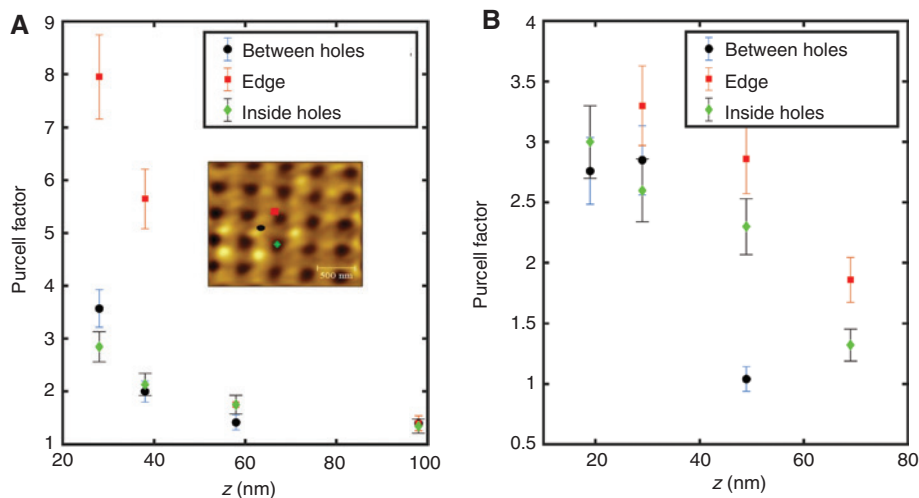 A
Between holes
Edge
Inside holes
9
8
7
6
5
4
3
2
1
20
40
60
80
100
Purcell factor
z (nm)
500 nm
B
Between holes
Edge
Inside holes
4
3.5
3
2.5
2
1.5
1
0.5
20
40
60
80
Purcell factor
z (nm)